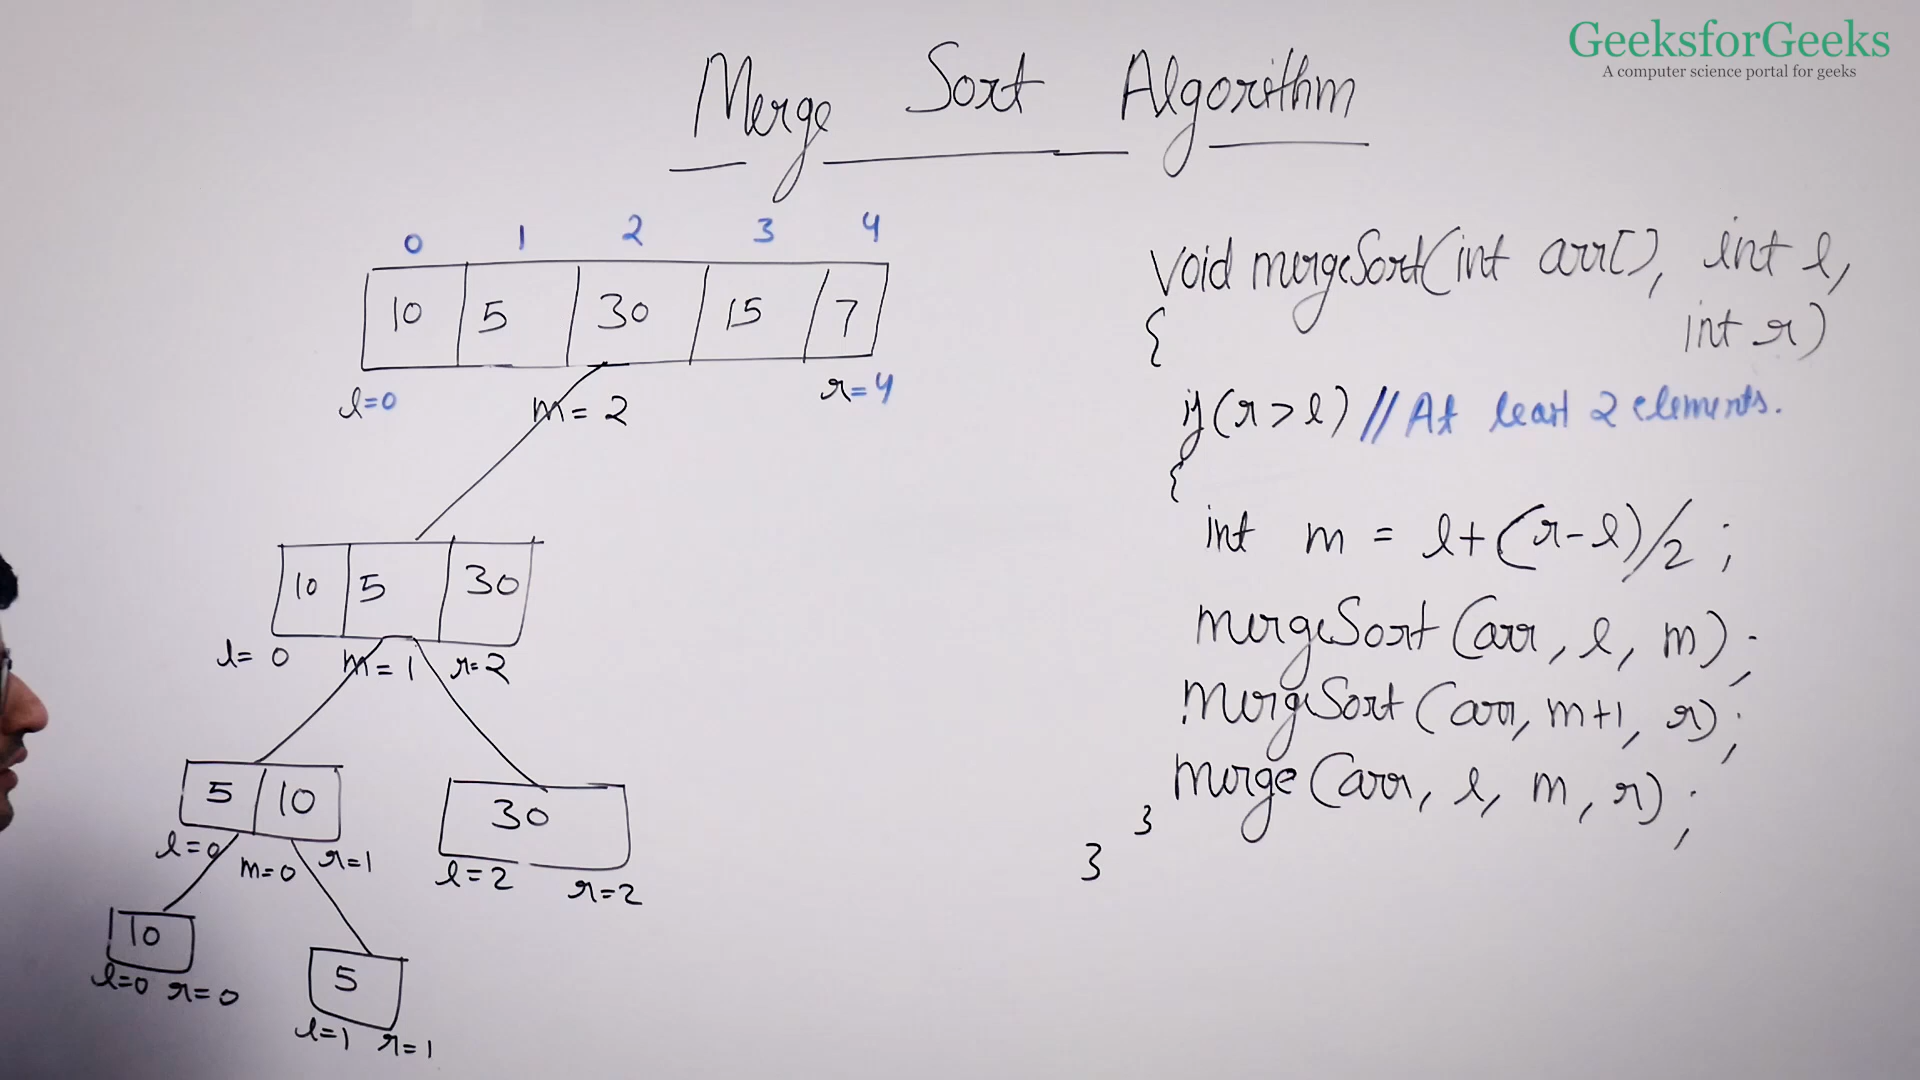 GeeksforGeeks
A computer science portal for geeks
Merge Sort Algorithm
0 1 2 3 4
10 5 30 15 7
l=0 m=2 r=4
10 5 30
l=0 m=1 r=2
5 10
l=0 m=0 r=1
30
l=2 r=2
10
l=0 r=0
5
l=1 r=1
void mergeSort(int arr[], int l,
int r)
{
if(r>l) //At least 2 elements.
{
int m = l+(r-l)/2;
mergeSort(arr, l, m);
mergeSort(arr, m+1, r);
merge(arr, l, m, r);
}
}